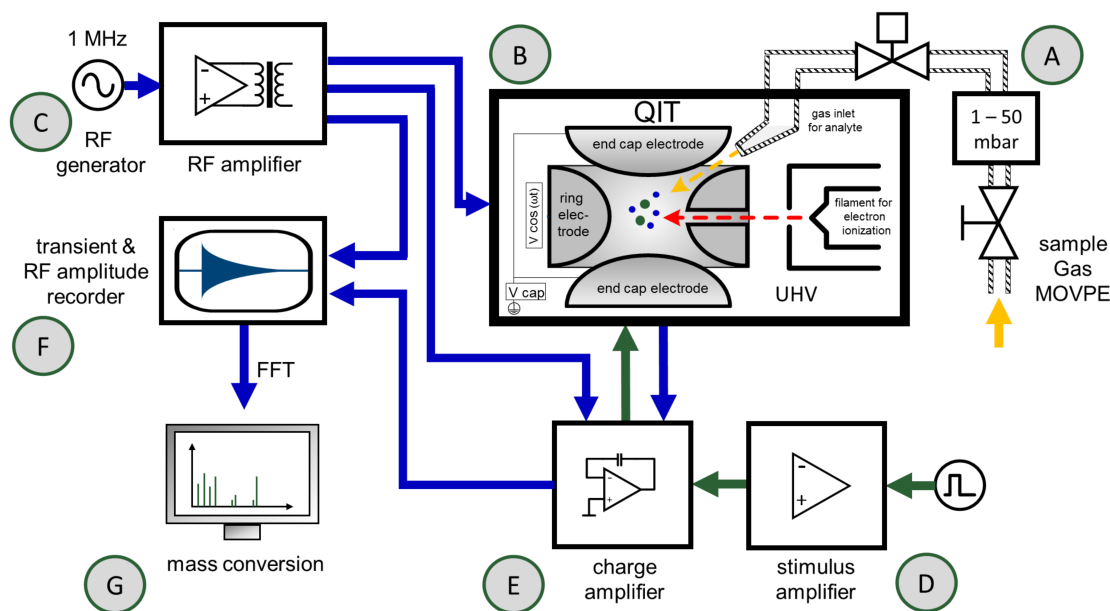 1 MHz
C
RF
generator
RF amplifier
B
QIT
end cap electrode
ring
elec-
trode
V cos (ωt)
V cap
end cap electrode
gas inlet
for analyte
filament for
electron
ionization
UHV
A
1 – 50
mbar
sample
Gas
MOVPE
transient &
RF amplitude
recorder
F
FFT
mass conversion
G
E
charge
amplifier
stimulus
amplifier
D
-
+
-
+
-
+